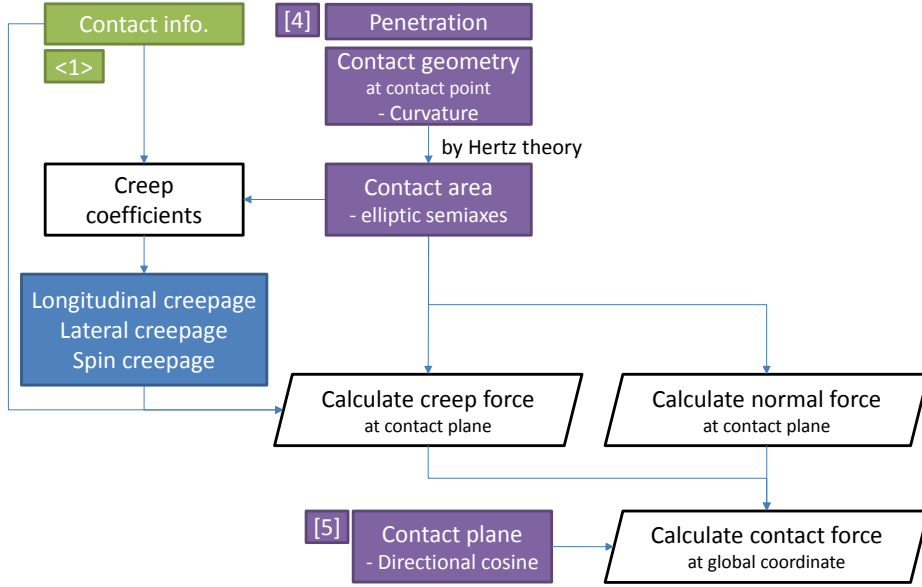 Contact info.
<1>
[4]
Penetration
Contact geometry
at contact point
- Curvature
by Hertz theory
Creep
coefficients
Contact area
- elliptic semiaxes
Longitudinal creepage
Lateral creepage
Spin creepage
Calculate creep force
at contact plane
Calculate normal force
at contact plane
[5]
Contact plane
- Directional cosine
Calculate contact force
at global coordinate